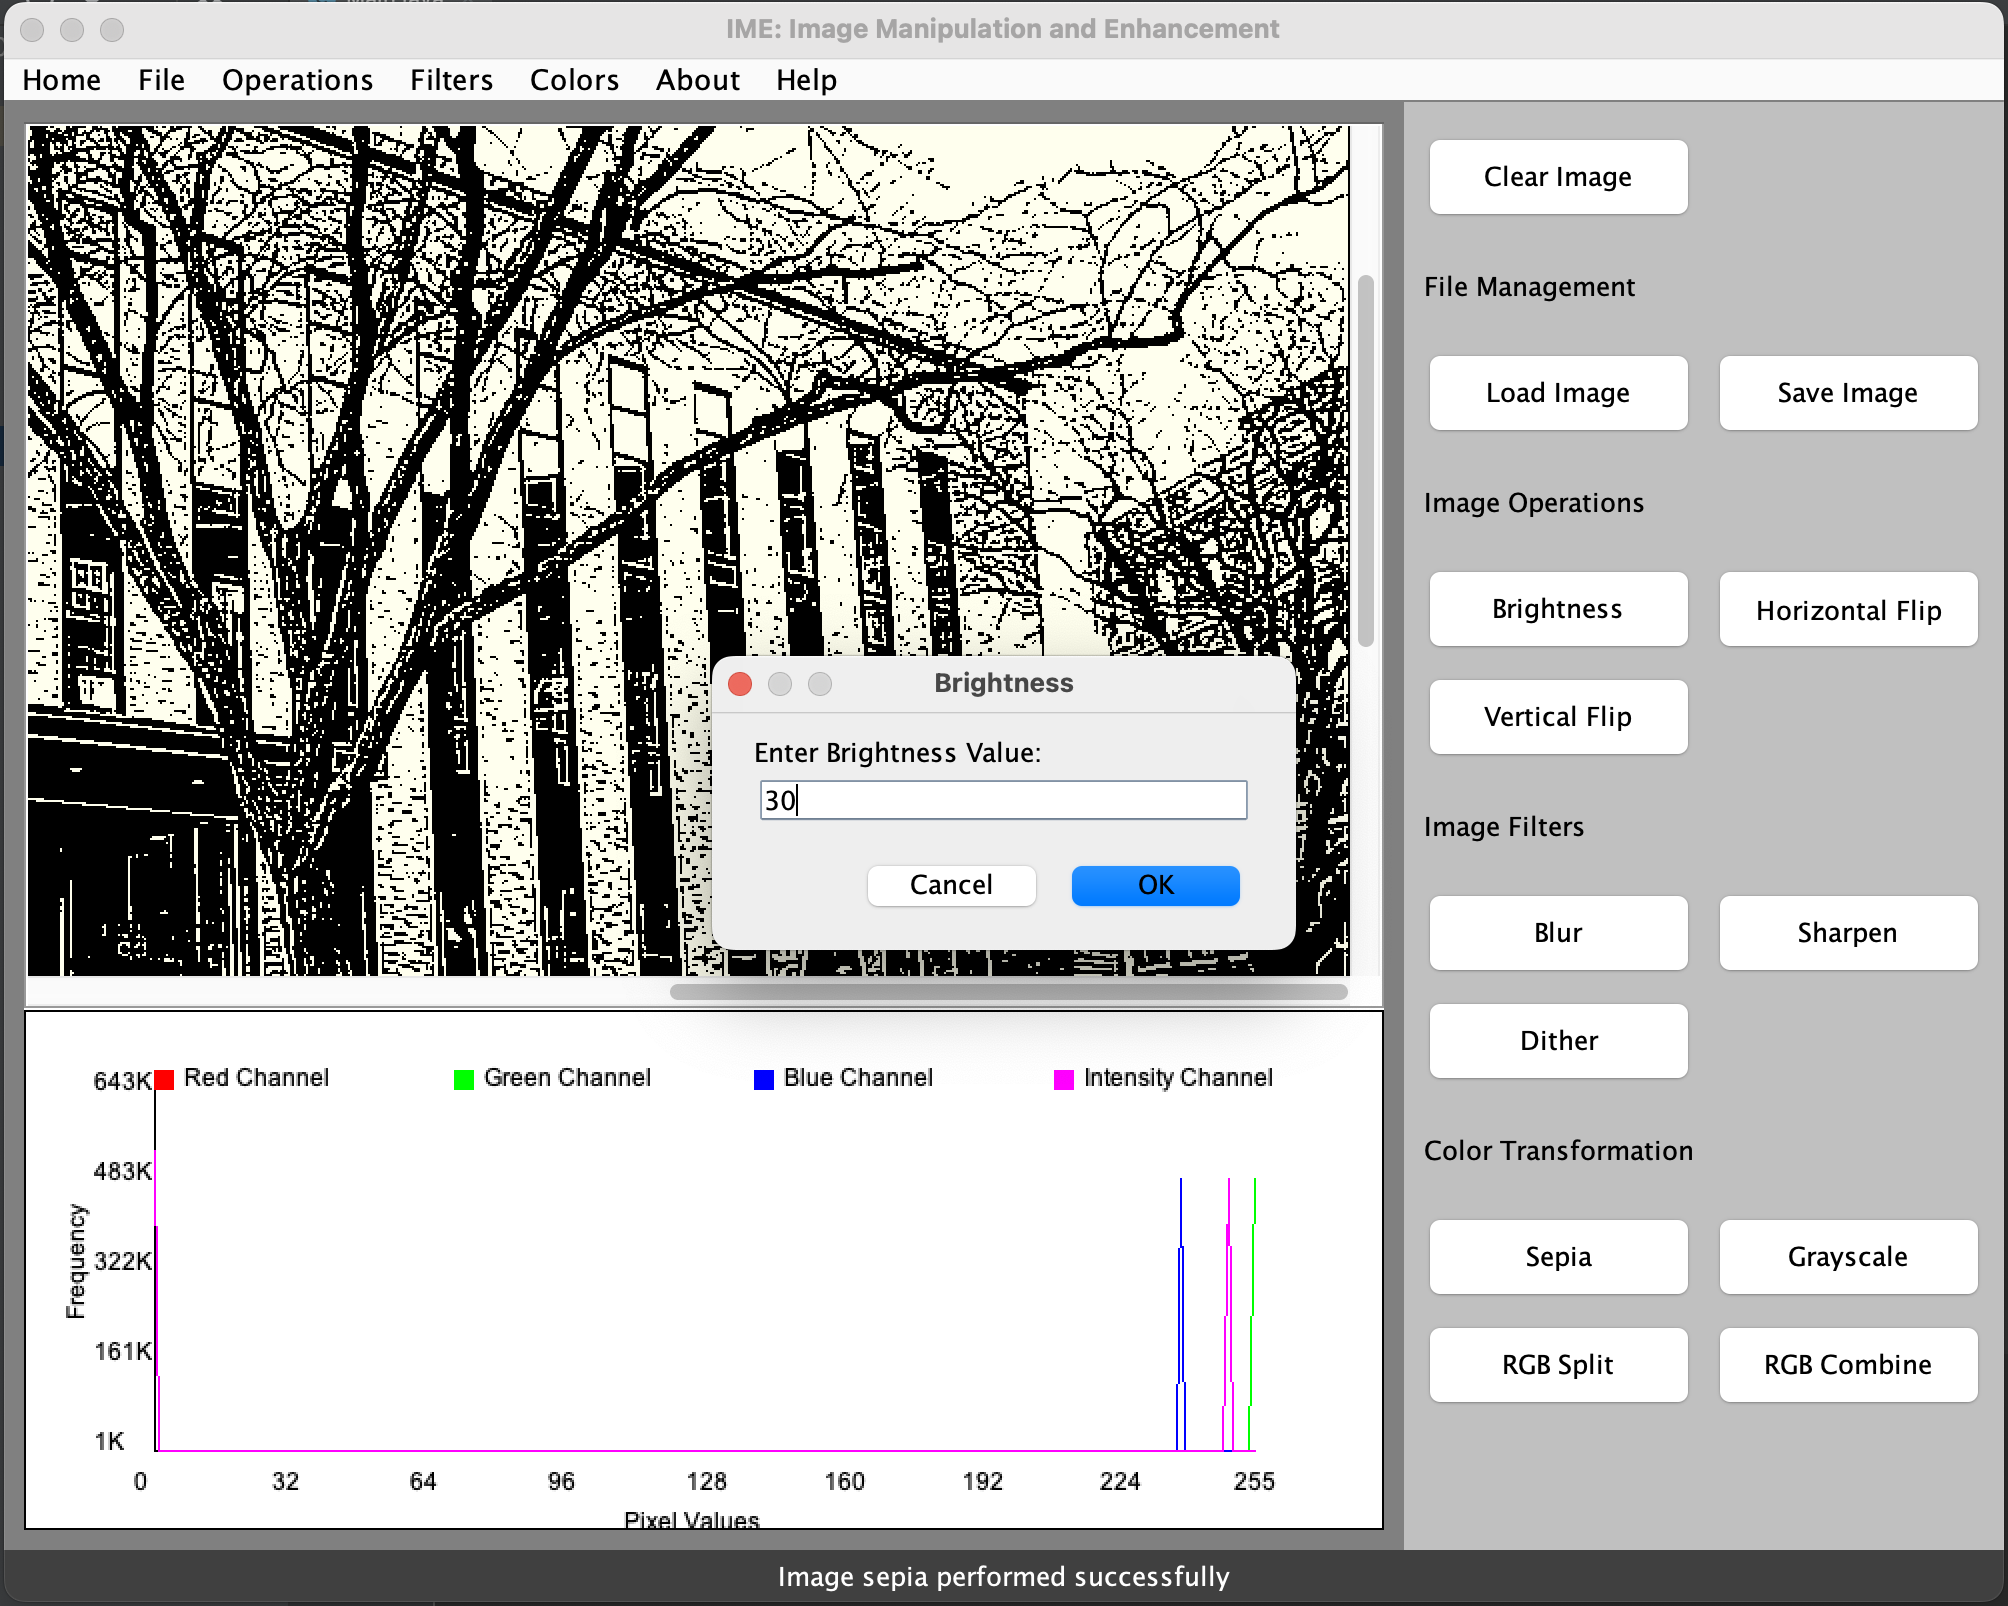 IME: Image Manipulation and Enhancement
Home File Operations Filters Colors About Help
Clear Image
File Management
Load Image Save Image
Image Operations
Brightness Horizontal Flip
Vertical Flip
Image Filters
Blur Sharpen
Dither
Color Transformation
Sepia Grayscale
RGB Split RGB Combine
Brightness
Enter Brightness Value:
30
Cancel OK
Red Channel Green Channel Blue Channel Intensity Channel
643K
483K
322K
161K
1K
Frequency
0 32 64 96 128 160 192 224 255
Pixel Values
Image sepia performed successfully